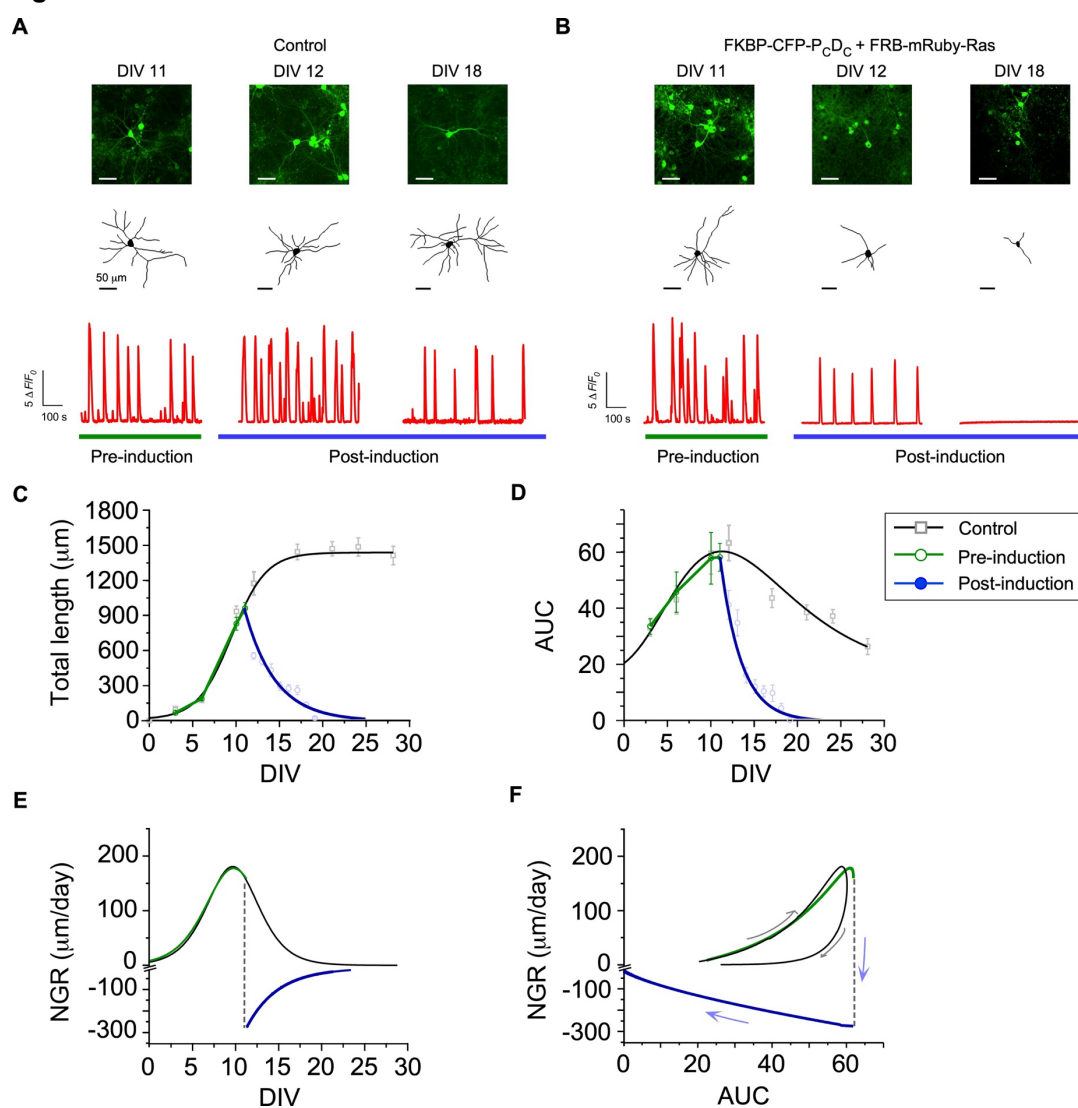 A
Control
DIV 11
DIV 12
DIV 18
50 μm
5 ΔF/F0
100 s
Pre-induction
Post-induction
B
FKBP-CFP-PCDC + FRB-mRuby-Ras
DIV 11
DIV 12
DIV 18
5 ΔF/F0
100 s
Pre-induction
Post-induction
C
Total length (μm)
1800
1500
1200
900
600
300
0
0 5 10 15 20 25 30
DIV
D
AUC
60
40
20
0
0 5 10 15 20 25 30
DIV
Control
Pre-induction
Post-induction
E
NGR (μm/day)
200
100
0
-100
-300
0 5 10 15 20 25 30
DIV
F
NGR (μm/day)
200
100
0
-100
-300
0 20 40 60 80
AUC